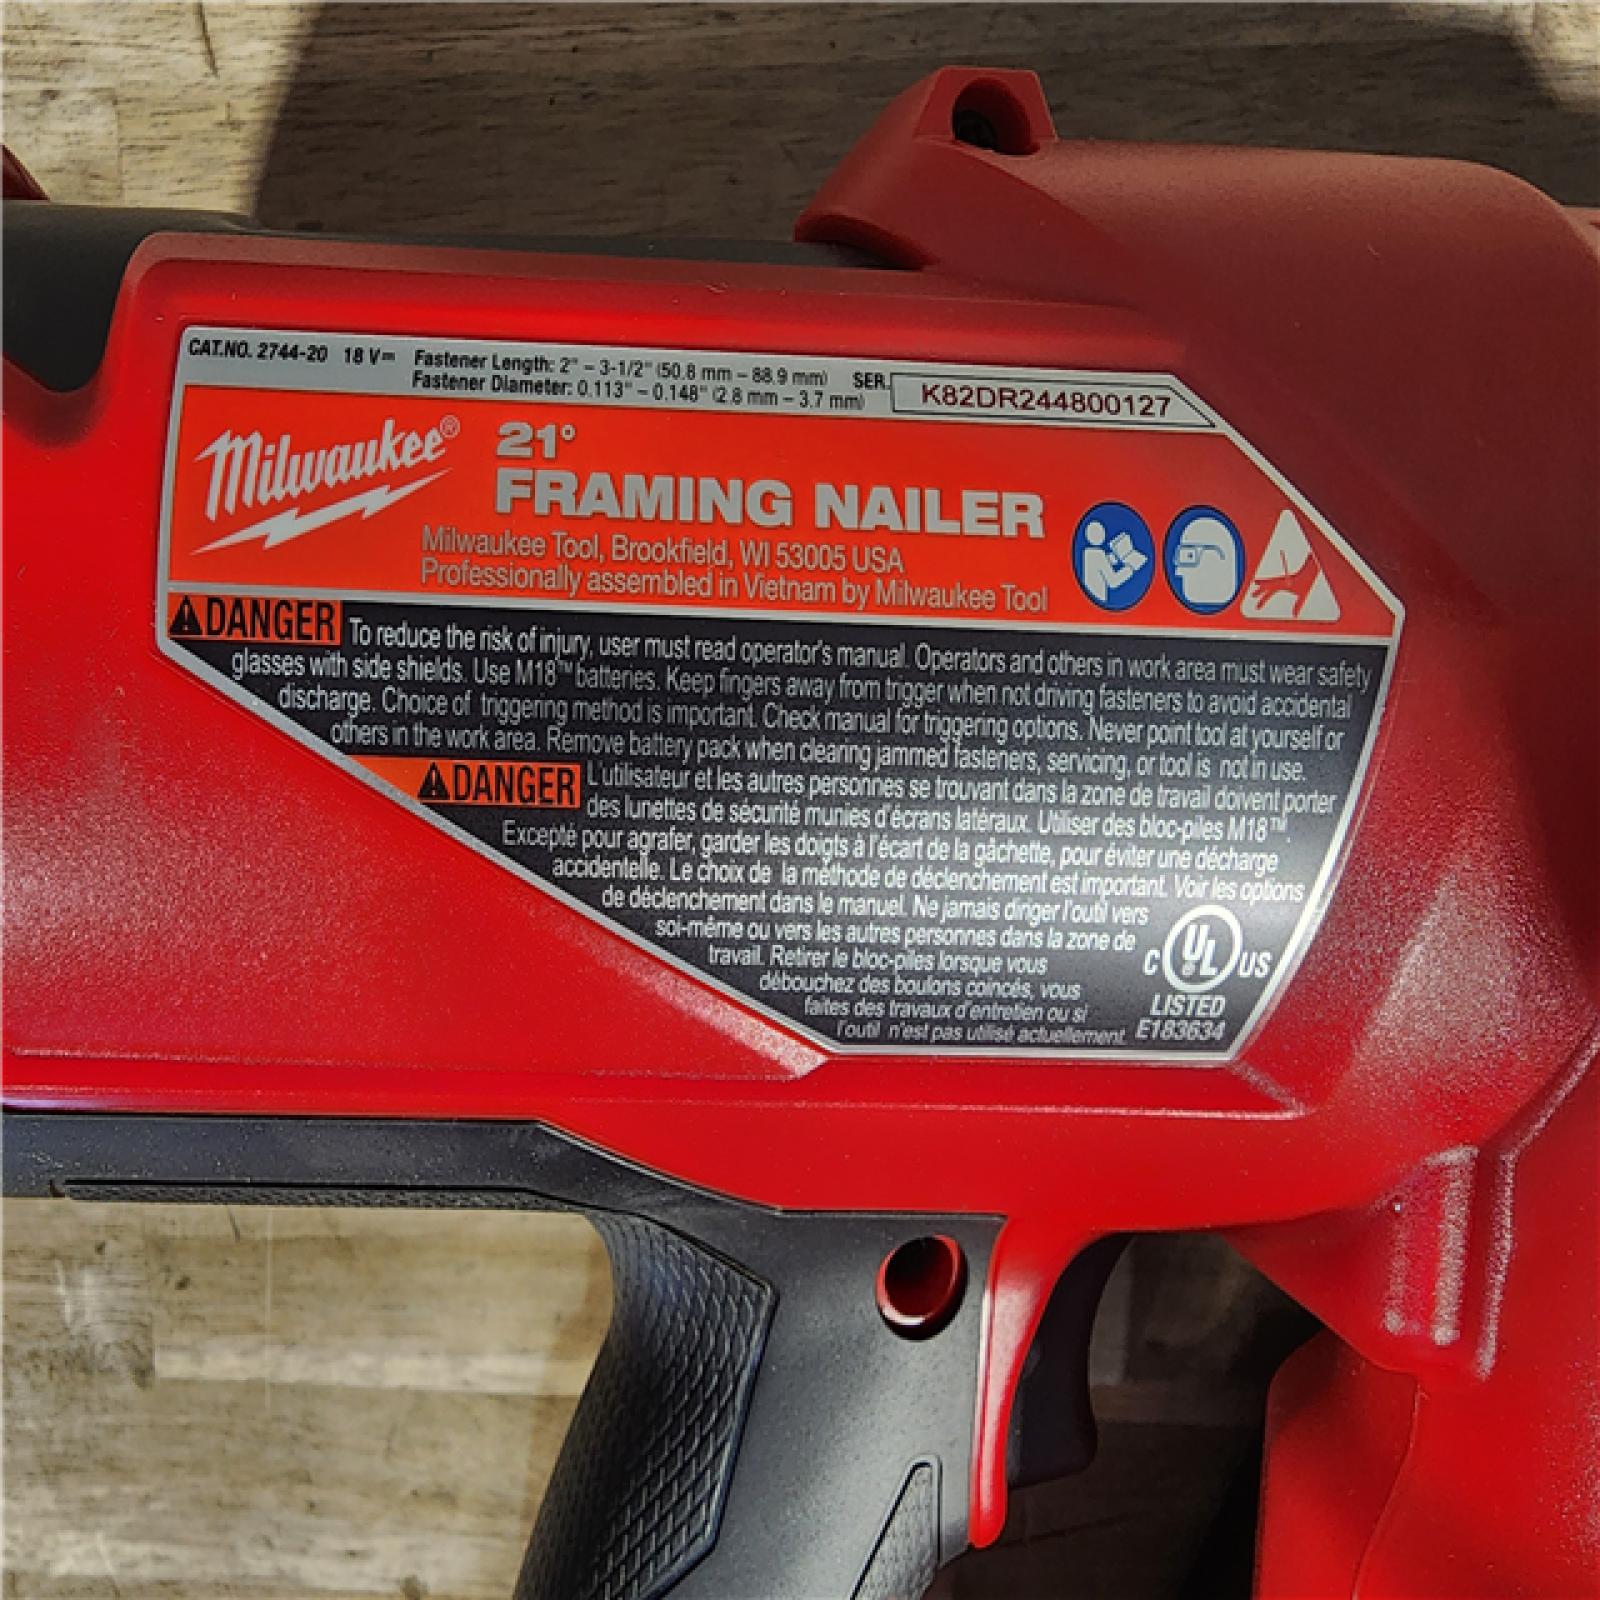 CAT.NO. 2744-20 18 V⎓ Fastener Length: 2" – 3-1/2" (50.8 mm – 88.9 mm) SER. K82DR244800127
Fastener Diameter: 0.113" – 0.148" (2.8 mm – 3.7 mm)
Milwaukee® 21°
FRAMING NAILER
Milwaukee Tool, Brookfield, WI 53005 USA
Professionally assembled in Vietnam by Milwaukee Tool
DANGER To reduce the risk of injury, user must read operator's manual. Operators and others in work area must wear safety
glasses with side shields. Use M18™ batteries. Keep fingers away from trigger when not driving fasteners to avoid accidental
discharge. Choice of triggering method is important. Check manual for triggering options. Never point tool at yourself or
others in the work area. Remove battery pack when clearing jammed fasteners, servicing, or tool is not in use.
DANGER L'utilisateur et les autres personnes se trouvant dans la zone de travail doivent porter
des lunettes de sécurité munies d'écrans latéraux. Utiliser des bloc-piles M18™.
Excepté pour agrafer, garder les doigts à l'écart de la gâchette, pour éviter une décharge
accidentelle. Le choix de la méthode de déclenchement est important. Voir les options
de déclenchement dans le manuel. Ne jamais diriger l'outil vers
soi-même ou vers les autres personnes dans la zone de
travail. Retirer le bloc-piles lorsque vous
débouchez des boulons coincés, vous
faites des travaux d'entretien ou si
l'outil n'est pas utilisé actuellement.
C UL US
LISTED
E183634